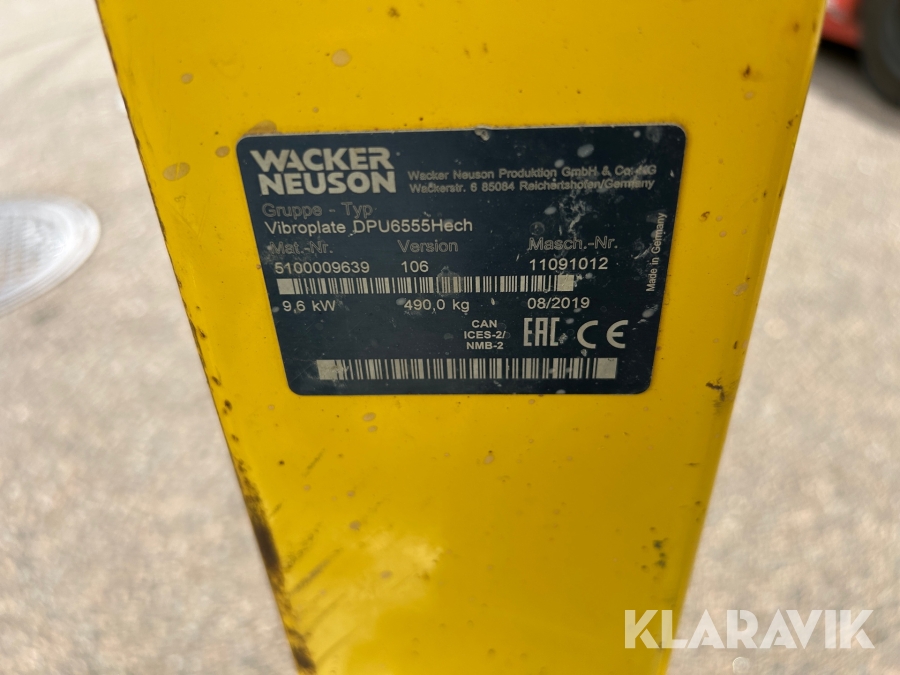 WACKER
NEUSON
Wacker Neuson Produktion GmbH & Co. KG
Wackerstr. 6 85084 Reichertshofen/Germany
Gruppe - Typ
Vibroplate DPU6555Hech
Mat.-Nr. Version Masch.-Nr.
5100009639 106 11091012
9,6 kW 490,0 kg 08/2019
CAN
ICES-2/
NMB-2
EAC CE
Made in Germany
KLARAVIK